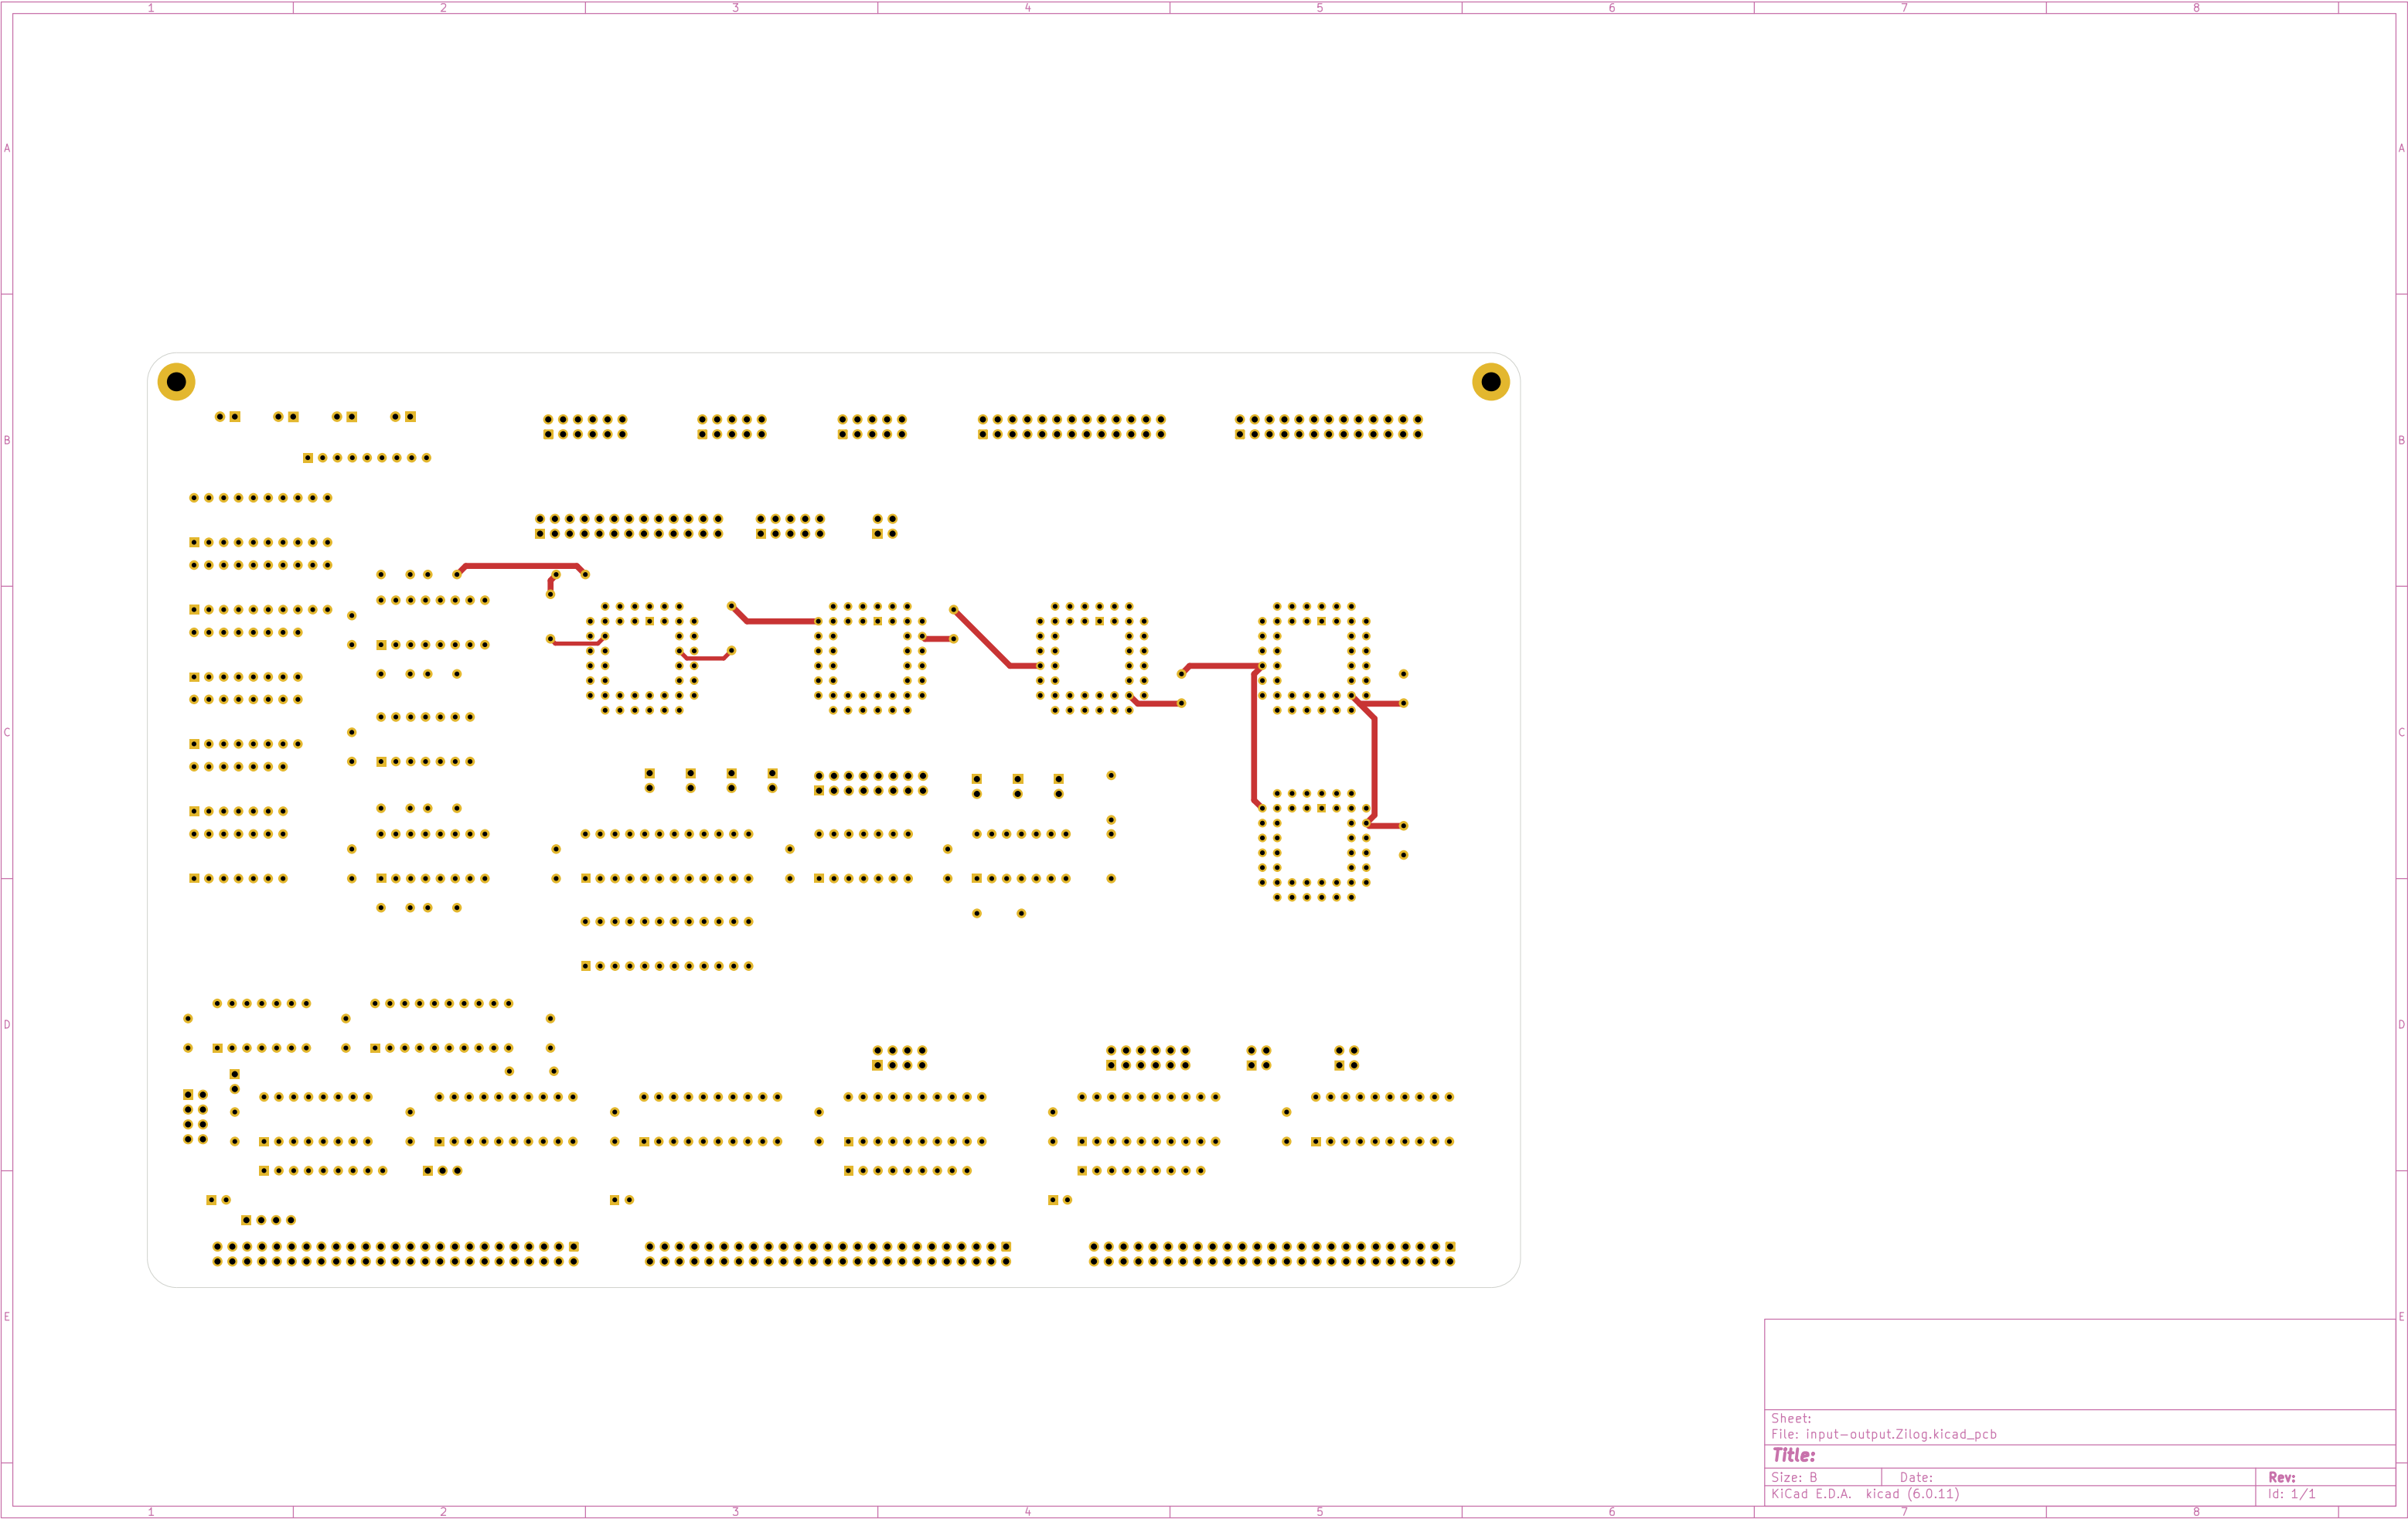 1 2 3 4 5 6 7 8
A A
B B
C C
D D
E E
Sheet:
File: input-output.Zilog.kicad_pcb
Title:
Size: B Date: Rev:
KiCad E.D.A. kicad (6.0.11) Id: 1/1
1 2 3 4 5 6 7 8